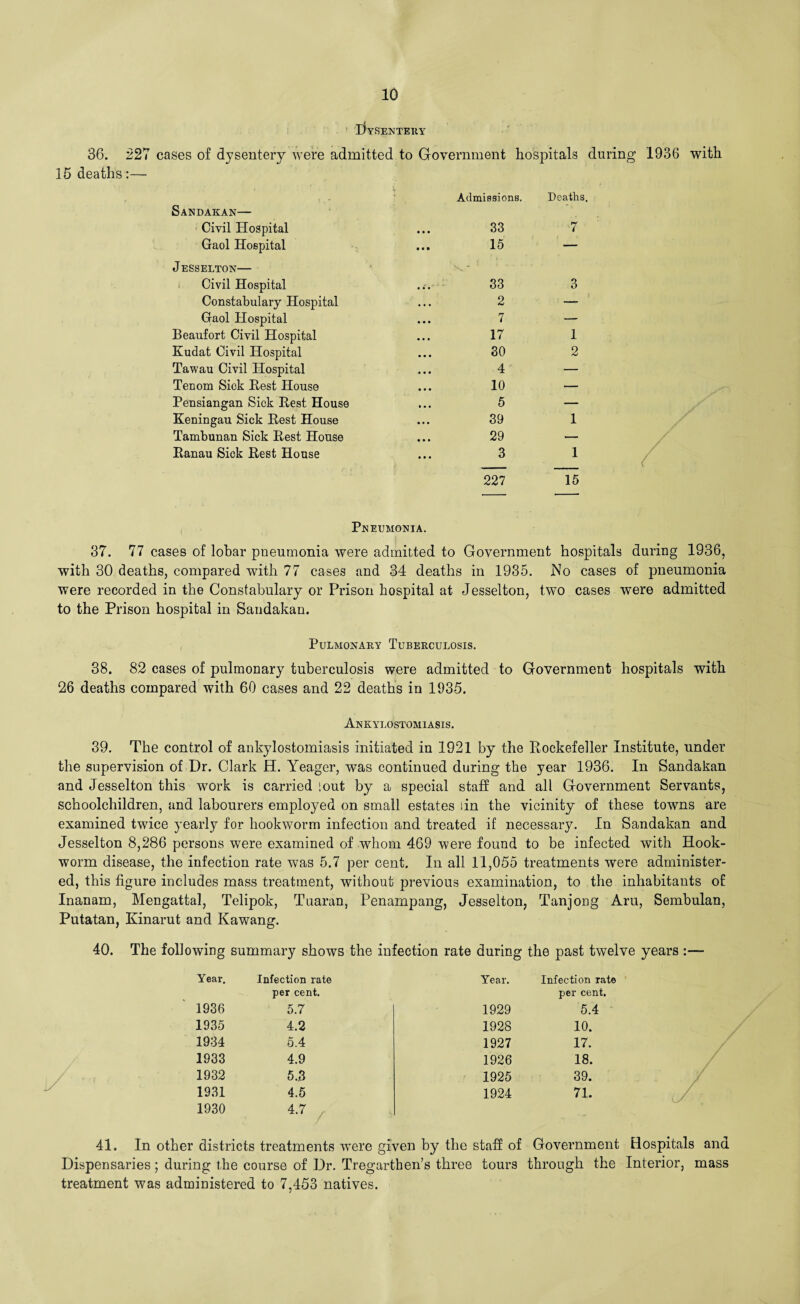 10
DYSENTERY
36. 227 cases of dysentery were admitted to Government hospitals during 1936 with
15 deaths:—
Admissions. Deaths.
SANDAKAN—
Civil Hospital ... 33 7
Gaol Hospital ... 15 —
JESSELTON—
Civil Hospital ... 33 3
Constabulary Hospital ... 2 —
Gaol Hospital ... 7 —
Beaufort Civil Hospital ... 17 1
Kudat Civil Hospital ... 30 2
Tawau Civil Hospital ... 4 —
Tenom Sick Rest House ... 10 —
Pensiangan Sick Rest House ... 5 —
Keningau Sick Rest House ... 39 1
Tambunan Sick Rest House ... 29 —
Ranau Sick Rest House ... 3 1
227 15
PNEUMONIA.
37. 77 cases of lobar pneumonia were admitted to Government hospitals during 1936,
with 30 deaths, compared with 77 cases and 34 deaths in 1935. No cases of pneumonia
were recorded in the Constabulary or Prison hospital at Jesselton, two cases were admitted
to the Prison hospital in Sandakan.
PULMONARY TUBERCULOSIS.
38. 82 cases of pulmonary tuberculosis were admitted to Government hospitals with
26 deaths compared with 60 cases and 22 deaths in 1935.
ANKYLOSTOMIASIS.
39. The control of ankylostomiasis initiated in 1921 by the Rockefeller Institute, under
the supervision of Dr. Clark H. Yeager, was continued during the year 1936. In Sandakan
and Jesselton this work is carried out by a special staff and all Government Servants,
schoolchildren, and labourers employed on small estates in the vicinity of these towns are
examined twice yearly for hookworm infection and treated if necessary. In Sandakan and
Jesselton 8,286 persons were examined of whom 469 were found to be infected with Hook-
worm disease, the infection rate was 5.7 per cent. In all 11,055 treatments were administer-
ed, this figure includes mass treatment, without previous examination, to the inhabitants of
Inanam, Mengattal, Telipok, Tuaran, Penampang, Jesselton, Tanjong Aru, Sembulan,
Putatan, Kinarut and Kawang.
40. The following summary shows the infection rate during the past twelve years :—
Year. Infection rate Year. Infection rate
per cent. per cent.
1936 5.7 1929 5.4
1935 4.2 1928 10.
1934 5.4 1927 17.
1933 4.9 1926 18.
1932 5.3 1925 39.
1931 4.5 1924 71.
1930 4.7
41. In other districts treatments were given by the staff of Government Hospitals and
Dispensaries; during the course of Dr. Tregarthen's three tours through the Interior, mass
treatment was administered to 7,453 natives.